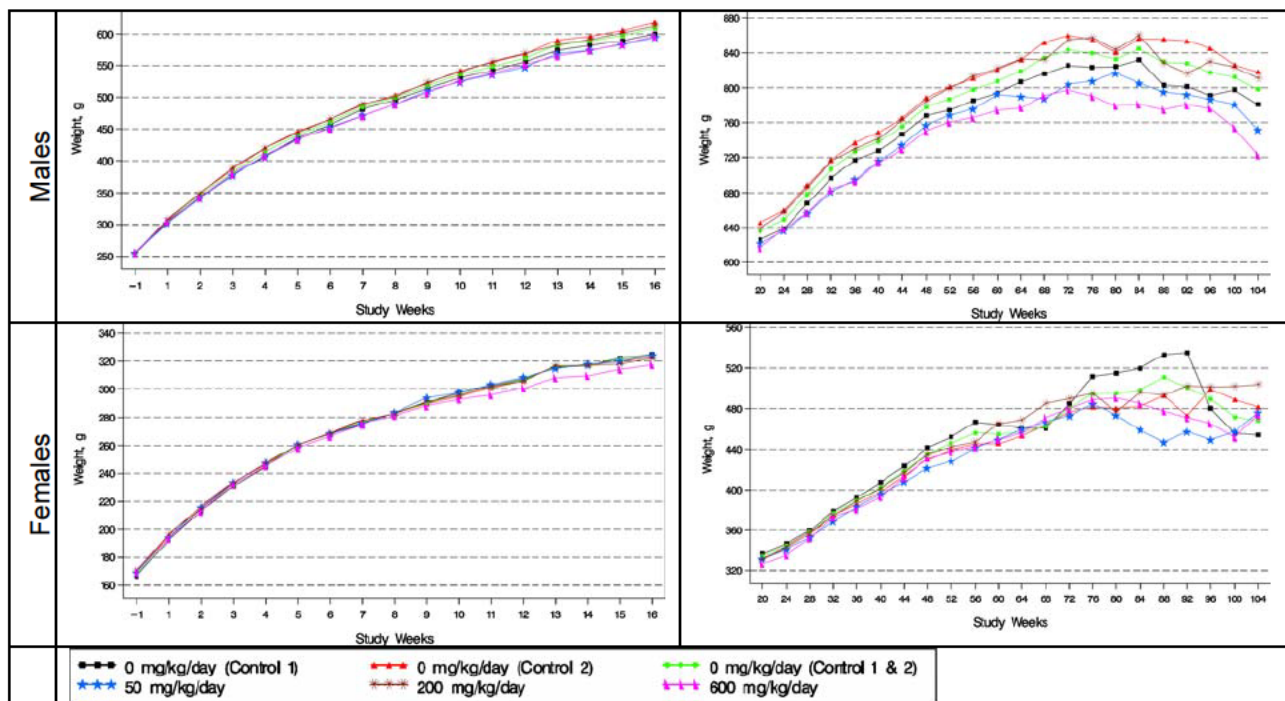 Males
Weight, g
600
550
500
450
400
350
300
250
-1 1 2 3 4 5 6 7 8 9 10 11 12 13 14 15 16
Study Weeks
Weight, g
880
840
800
760
720
680
640
600
20 24 28 32 36 40 44 48 52 56 60 64 68 72 76 80 84 88 92 96 100 104
Study Weeks
Females
Weight, g
340
320
300
280
260
240
220
200
180
160
-1 1 2 3 4 5 6 7 8 9 10 11 12 13 14 15 16
Study Weeks
Weight, g
560
520
480
440
400
360
320
20 24 28 32 36 40 44 48 52 56 60 64 68 72 76 80 84 88 92 96 100 104
Study Weeks
0 mg/kg/day (Control 1) 0 mg/kg/day (Control 2) 0 mg/kg/day (Control 1 & 2)
50 mg/kg/day 200 mg/kg/day 600 mg/kg/day